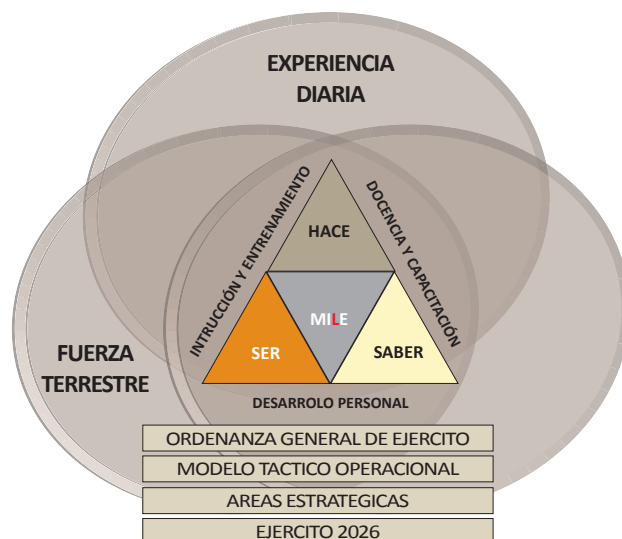 EXPERIENCIA
DIARIA
INTRUCCIÓN Y ENTRENAMIENTO
DOCENCIA Y CAPACITACIÓN
HACE
MILE
SER
SABER
FUERZA
TERRESTRE
DESARROLO PERSONAL
ORDENANZA GENERAL DE EJERCITO
MODELO TACTICO OPERACIONAL
AREAS ESTRATEGICAS
EJERCITO 2026